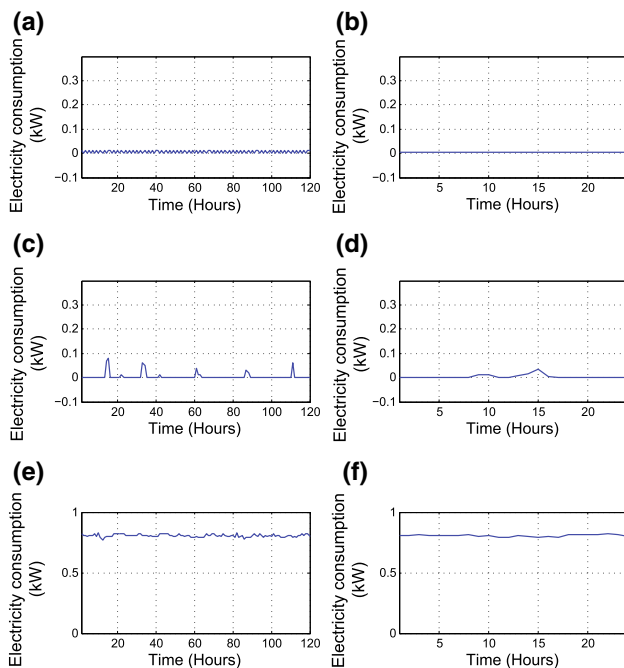 (a)
Electricity consumption
(kW)
0.3
0.2
0.1
0
−0.1
20 40 60 80 100 120
Time (Hours)
(b)
Electricity consumption
(kW)
0.3
0.2
0.1
0
−0.1
5 10 15 20
Time (Hours)
(c)
Electricity consumption
(kW)
0.3
0.2
0.1
0
−0.1
20 40 60 80 100 120
Time (Hours)
(d)
Electricity consumption
(kW)
0.3
0.2
0.1
0
−0.1
5 10 15 20
Time (Hours)
(e)
Electricity consumption
(kW)
1
0.5
0
20 40 60 80 100 120
Time (Hours)
(f)
Electricity consumption
(kW)
1
0.5
0
5 10 15 20
Time (Hours)